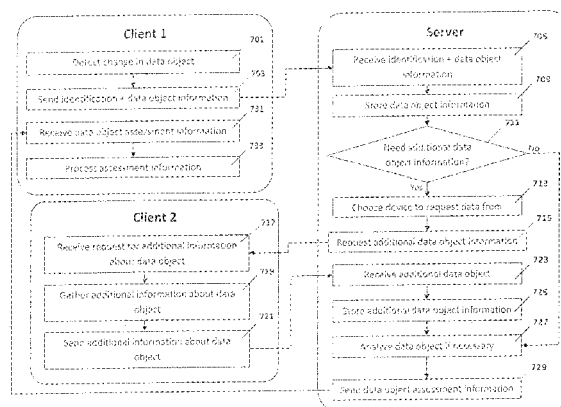 Client 1
701
Detect change in data object
703
Send identification + data object information
731
Receive data object assessment information
733
Process assessment information
Client 2
717
Receive request for additional information
about data object
719
Gather additional information about data
object
721
Send additional information about data
object
Server
705
Receive identification + data object
information
709
Store data object information
711
Need additional data
object information?
No
Yes
713
Choose device to request data from
715
Request additional data object information
723
Receive additional data object
725
Store additional data object information
727
Analyse data object if necessary
729
Send data object assessment information